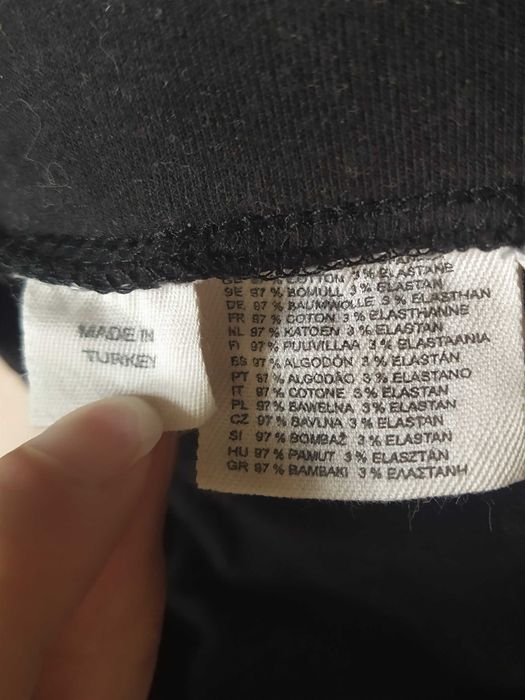 MADE IN
TURKEY
COTTON 3 % ELASTANE
SE 97 % BOMULL 3 % ELASTAN
DE 97 % BAUMWOLLE 3 % ELASTHAN
FR 97 % COTON 3 % ELASTHANNE
NL 97 % KATOEN 3 % ELASTAN
FI 97 % PUUVILLAA 3 % ELASTAANIA
ES 97 % ALGODÓN 3 % ELASTÁN
PT 97 % ALGODÃO 3 % ELASTANO
IT 97 % COTONE 3 % ELASTAN
PL 97 % BAWEŁNA 3 % ELASTAN
CZ 97 % BAVLNA 3 % ELASTAN
SI 97 % BOMBAŽ 3 % ELASTAN
HU 97 % PAMUT 3 % ELASZTÁN
GR 97 % ΒΑΜΒΑΚΙ 3 % ΕΛΑΣΤΑΝΗ